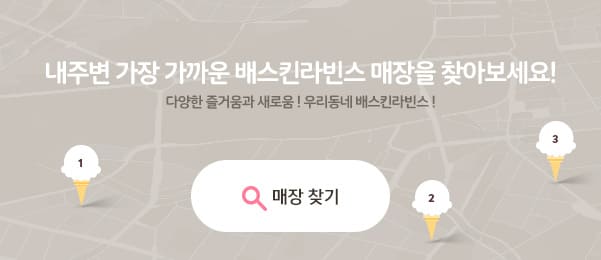 내주변 가장 가까운 배스킨라빈스 매장을 찾아보세요!
다양한 즐거움과 새로움 ! 우리동네 배스킨라빈스 !
1
3
매장 찾기
2